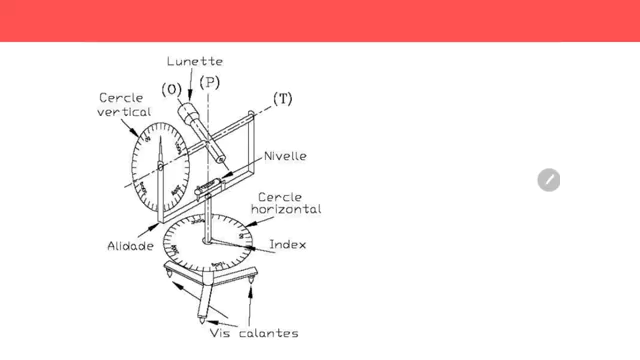 Lunette
(O)
(P)
(T)
Cercle
vertical
Nivelle
Cercle
horizontal
Alidade
Index
Vis calantes